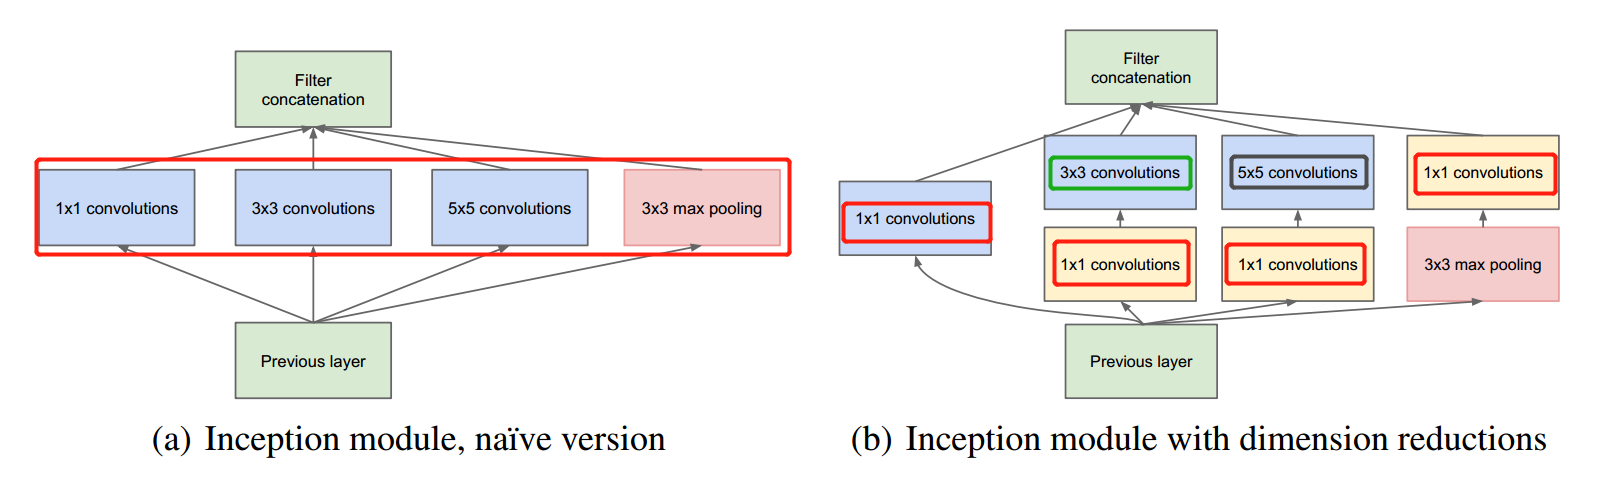 Filter
concatenation
1x1 convolutions
3x3 convolutions
5x5 convolutions
3x3 max pooling
Previous layer
(a) Inception module, naïve version
Filter
concatenation
3x3 convolutions
5x5 convolutions
1x1 convolutions
1x1 convolutions
1x1 convolutions
1x1 convolutions
3x3 max pooling
Previous layer
(b) Inception module with dimension reductions